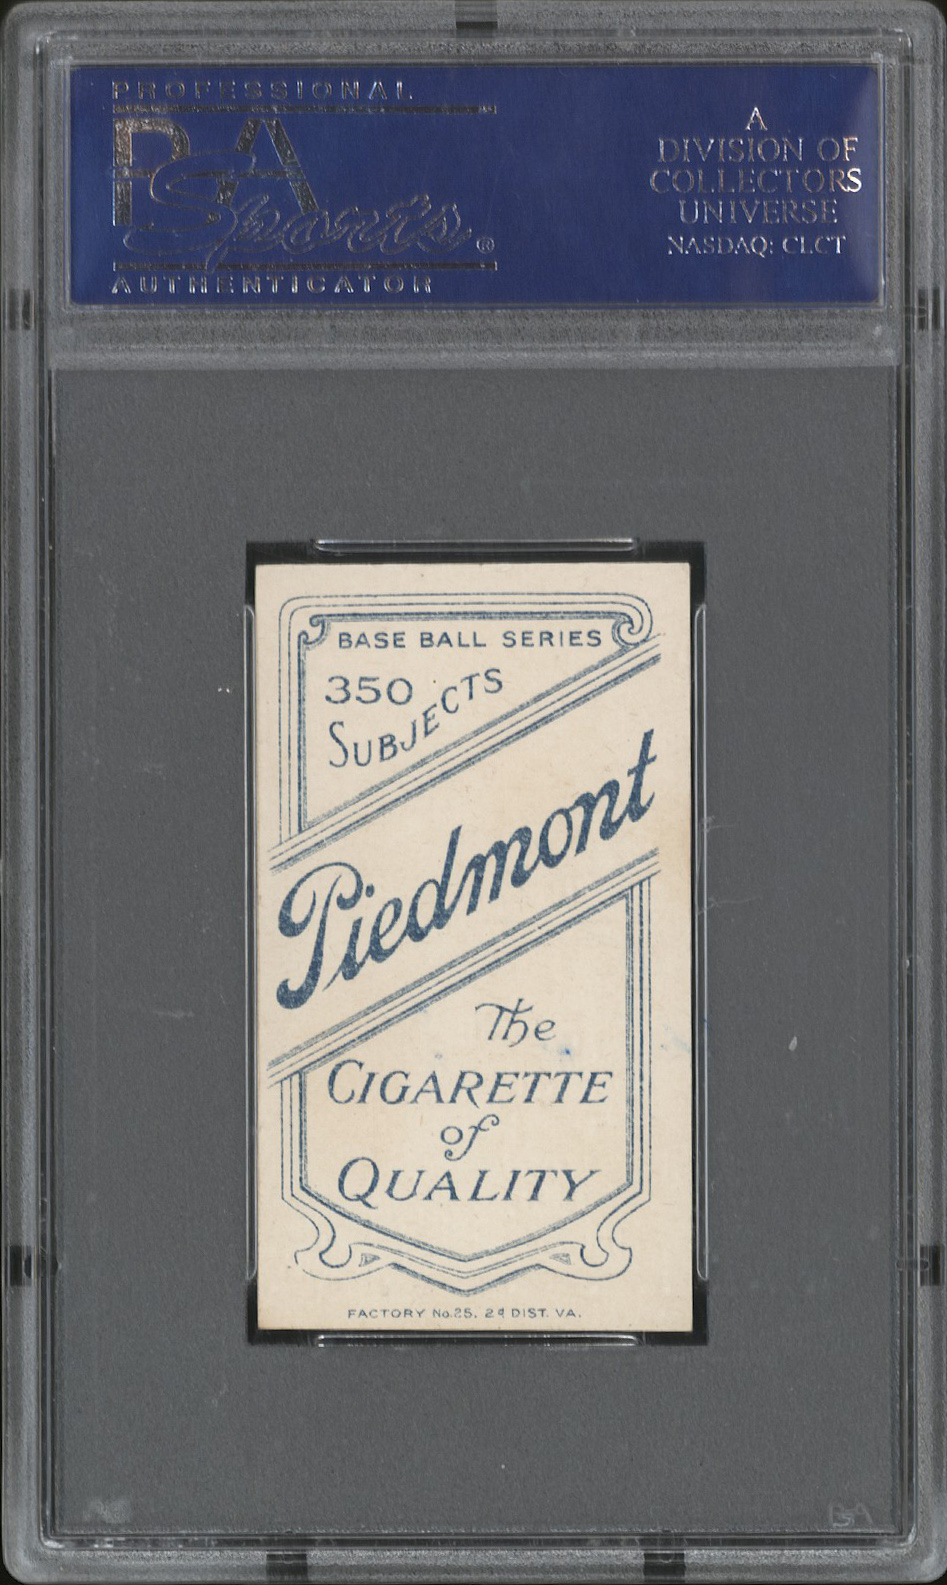 PROFESSIONAL
PSA
Sports®
AUTHENTICATOR
A
DIVISION OF
COLLECTORS
UNIVERSE
NASDAQ: CLCT
BASE BALL SERIES
350
SUBJECTS
Piedmont
The
CIGARETTE
of
QUALITY
FACTORY No. 25. 2d DIST. VA.
PSA